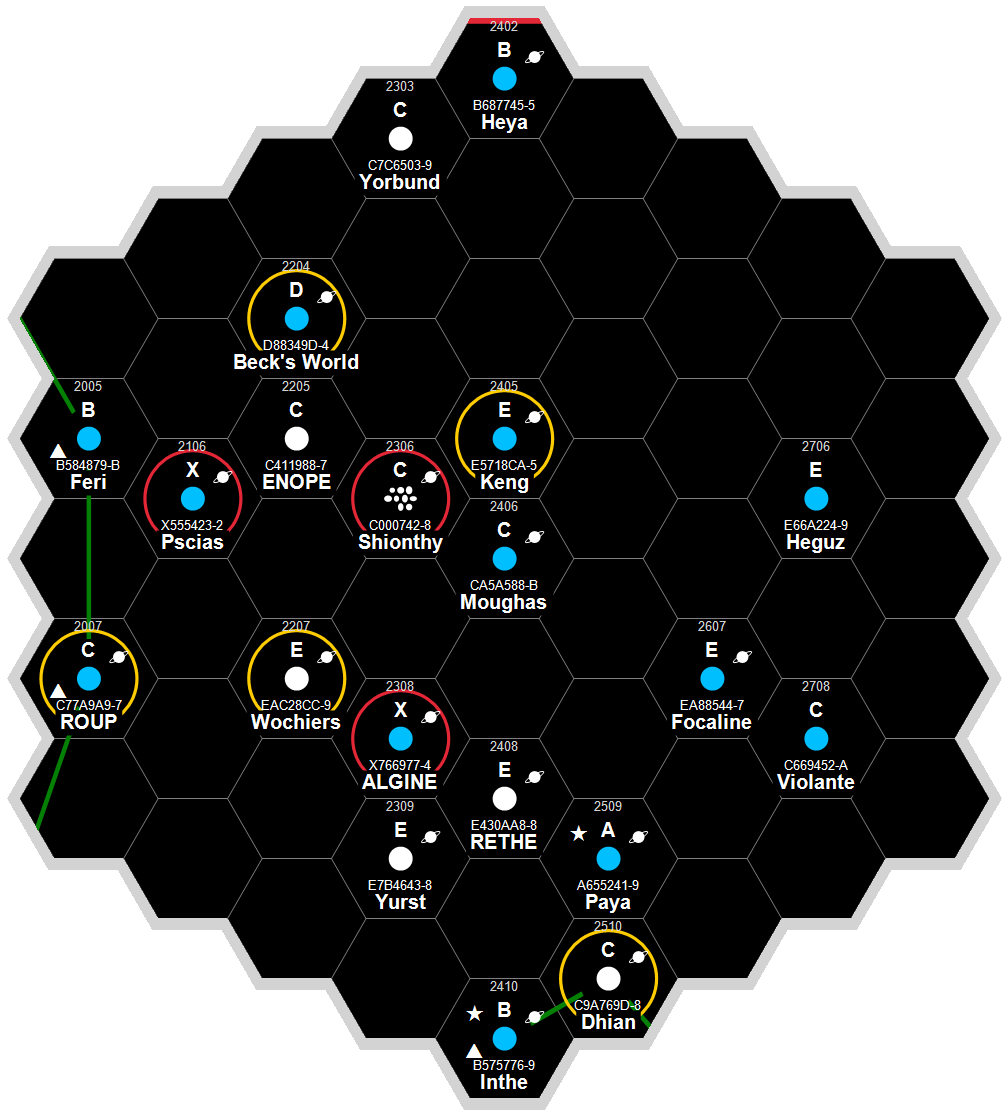 2402
B
B687745-5
Heya
2303
C
C7C6503-9
Yorbund
2204
D
D88349D-4
Beck's World
2005
B
B584879-B
Feri
2205
C
C411988-7
ENOPE
2405
E
E5718CA-5
Keng
2106
X
X555423-2
Pscias
2306
C
C000742-8
Shionthy
2706
E
E66A224-9
Heguz
2406
C
CA5A588-B
Moughas
2007
C
C77A9A9-7
ROUP
2207
E
EAC28CC-9
Wochiers
2607
E
EA88544-7
Focaline
2308
X
X766977-4
ALGINE
2708
C
C669452-A
Violante
2408
E
E430AA8-8
RETHE
2309
E
E7B4643-8
Yurst
2509
A
A655241-9
Paya
2510
C
C9A769D-8
Dhian
2410
B
B575776-9
Inthe